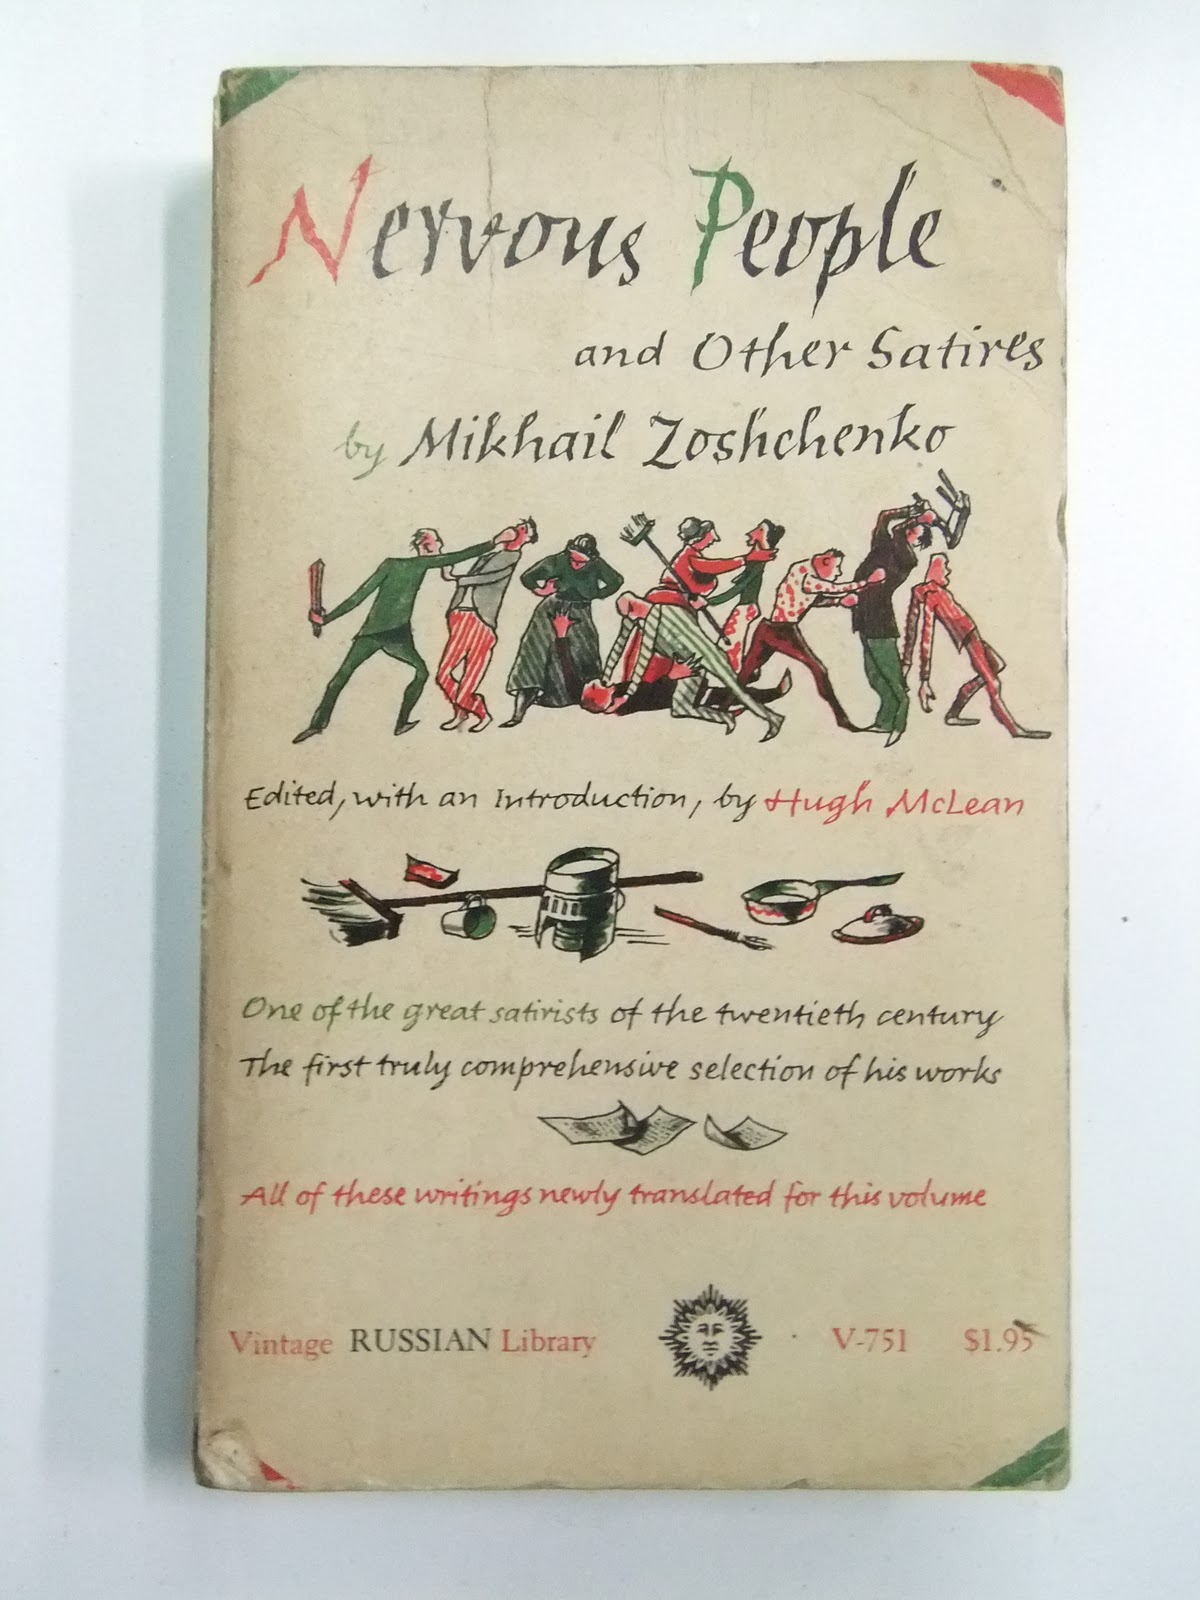 Nervous People
and Other Satires
by Mikhail Zoshchenko
Edited, with an Introduction, by Hugh McLean
One of the great satirists of the twentieth century
The first truly comprehensive selection of his works
All of these writings newly translated for this volume
Vintage RUSSIAN Library V-751 $1.95